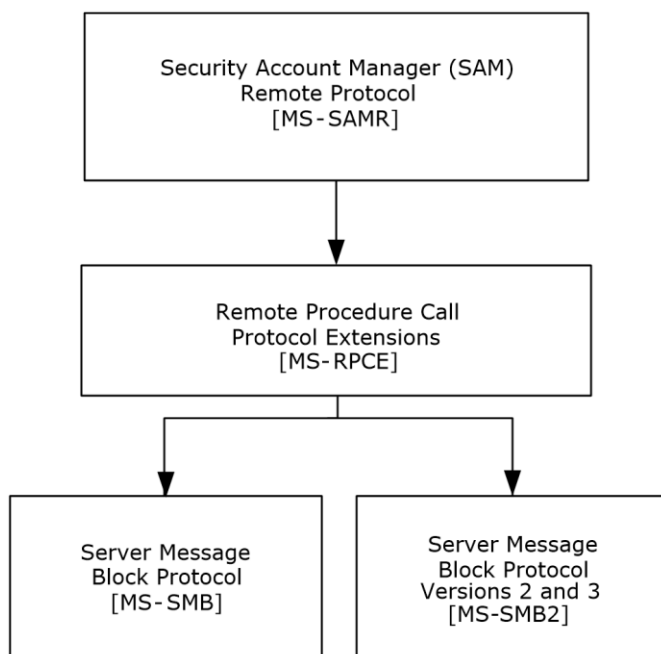 Security Account Manager (SAM)
Remote Protocol
[MS-SAMR]
Remote Procedure Call
Protocol Extensions
[MS-RPCE]
Server Message
Block Protocol
[MS-SMB]
Server Message
Block Protocol
Versions 2 and 3
[MS-SMB2]